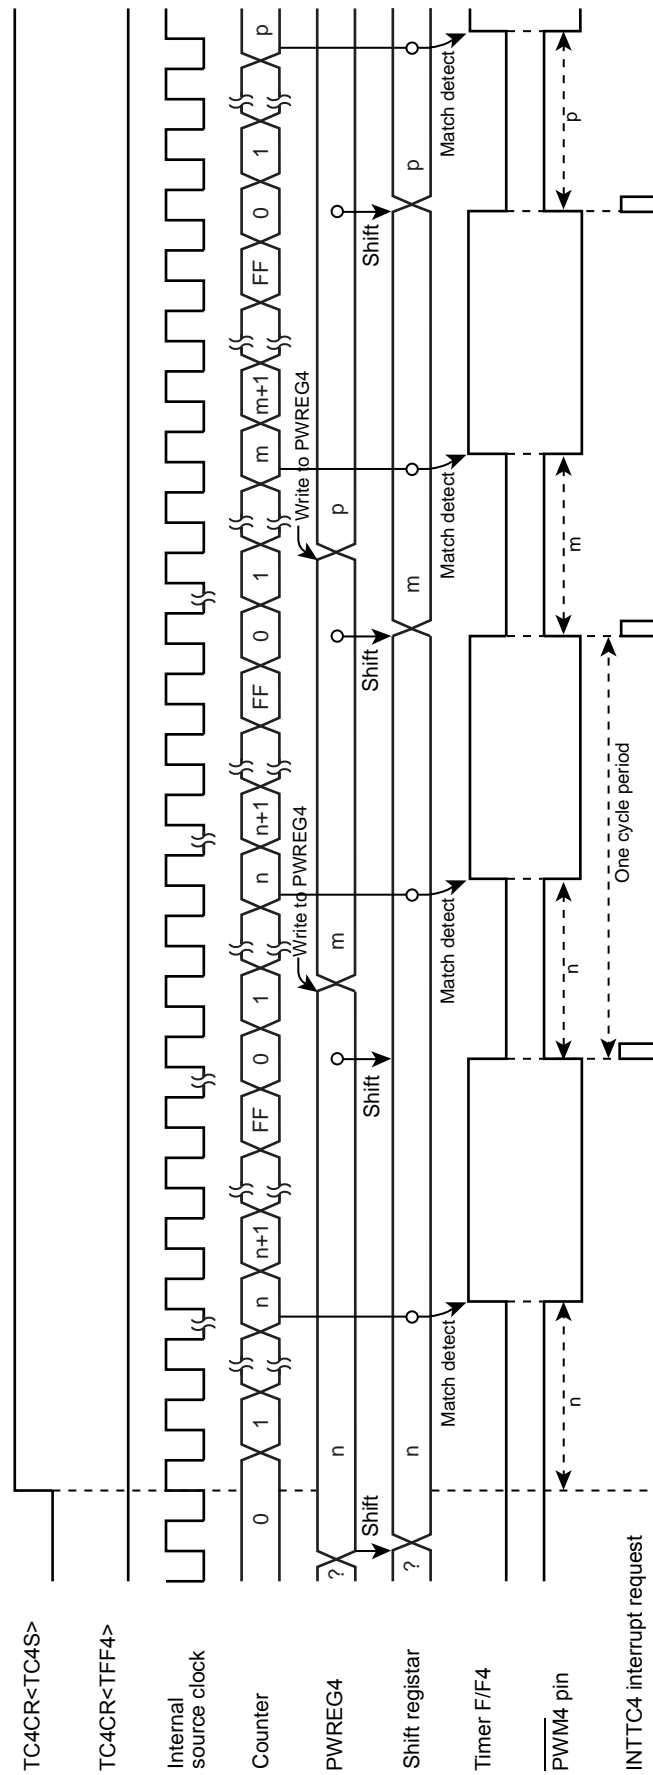 TC4CR<TC4S>
TC4CR<TFF4>
Internal
source clock
Counter 0 1 n n+1 FF 0 1 n n+1 FF 0 1 m m+1 FF 0 1 p
Write to PWREG4 Write to PWREG4
PWREG4 ? n m p
Shift Shift Shift Shift
Shift registar ? n m p
Match detect Match detect Match detect Match detect
Timer F/F4
PWM4 pin
n n m p
One cycle period
INTTC4 interrupt request